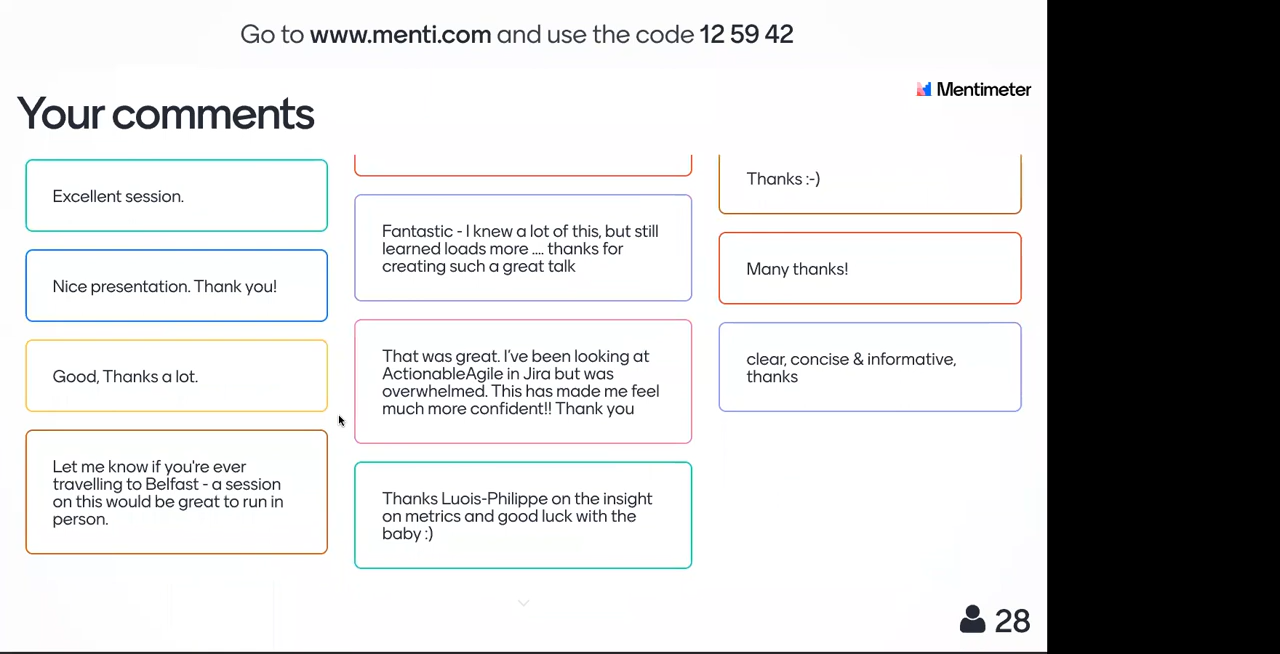 Go to www.menti.com and use the code 12 59 42
Mentimeter
Your comments
Excellent session.
Nice presentation. Thank you!
Good, Thanks a lot.
Let me know if you're ever
travelling to Belfast - a session
on this would be great to run in
person.
Fantastic - I knew a lot of this, but still
learned loads more .... thanks for
creating such a great talk
That was great. I've been looking at
ActionableAgile in Jira but was
overwhelmed. This has made me feel
much more confident!! Thank you
Thanks Luois-Philippe on the insight
on metrics and good luck with the
baby :)
Thanks :-)
Many thanks!
clear, concise & informative,
thanks
28